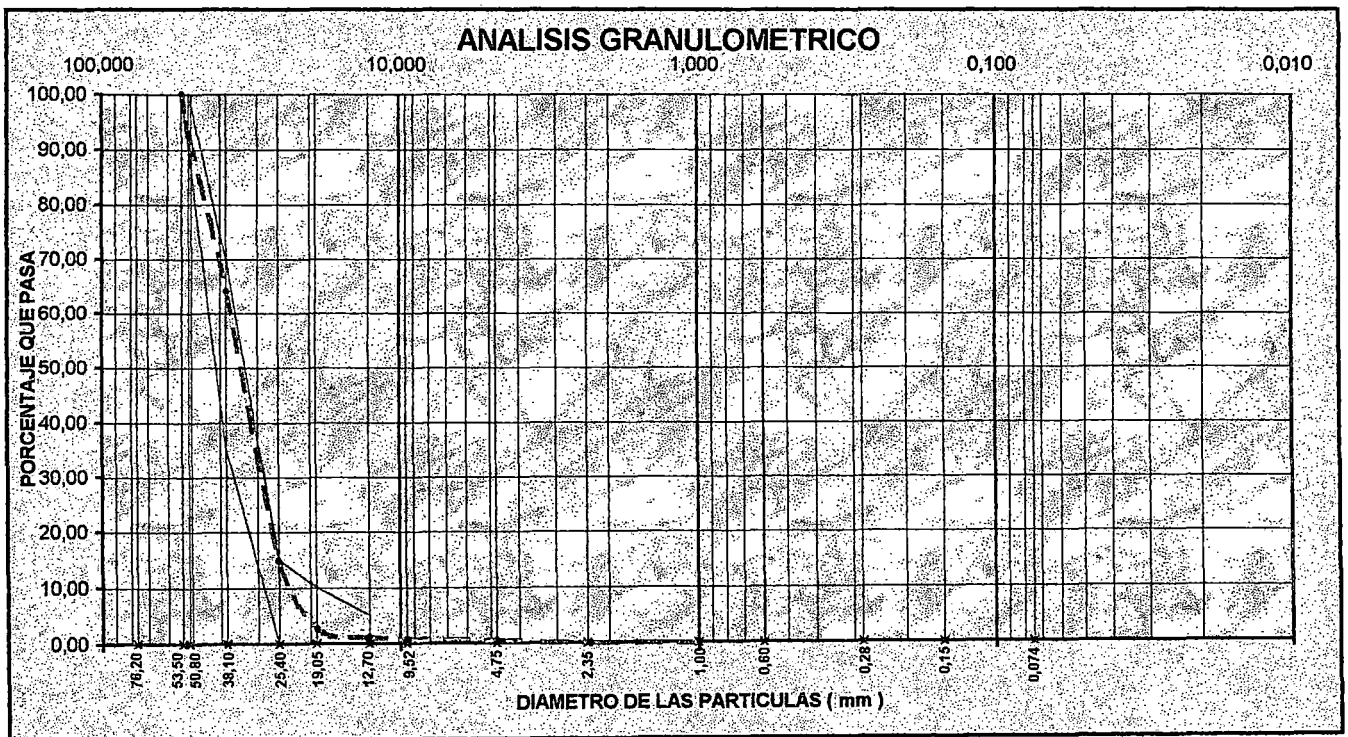 ANALISIS GRANULOMETRICO
100,000 10,000 1,000 0,100 0,010
PORCENTAJE QUE PASA
100,00
90,00
80,00
70,00
60,00
50,00
40,00
30,00
20,00
10,00
0,00
76,20 53,50 50,80 38,10 25,40 19,05 12,70 9,52 4,75 2,35 1,00 0,60 0,28 0,15 0,074
DIAMETRO DE LAS PARTICULAS ( mm )